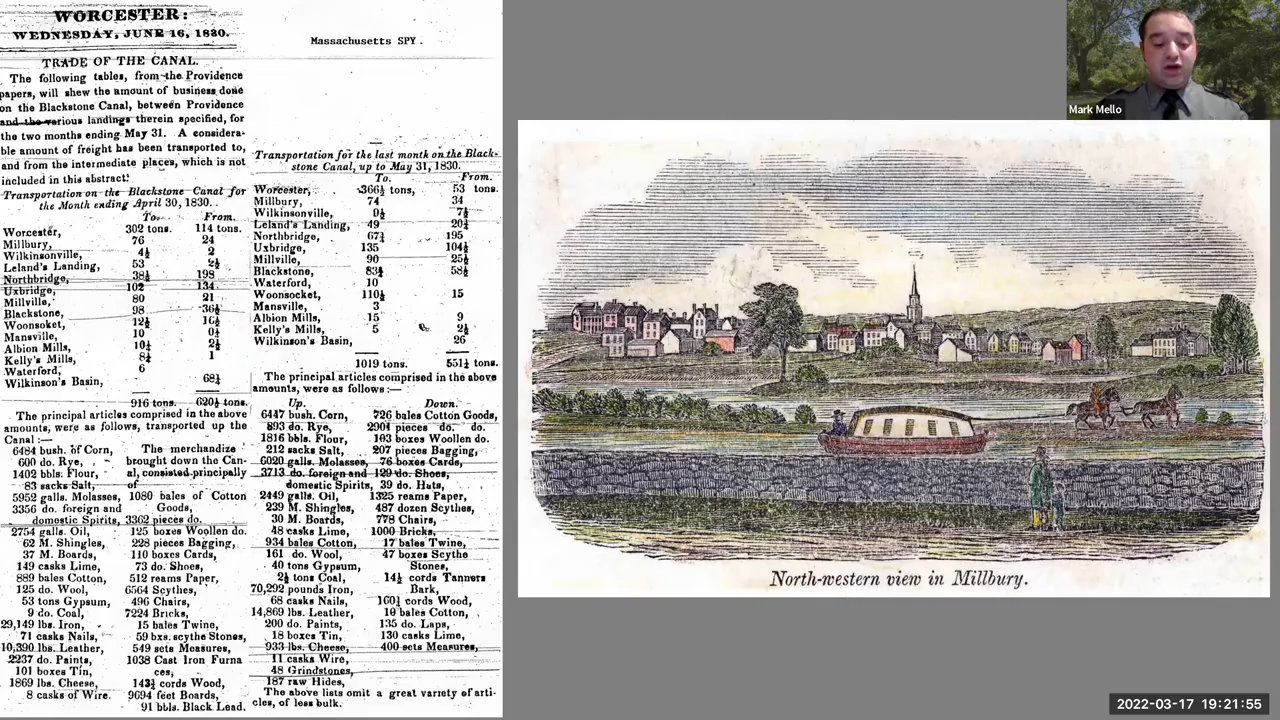 WORCESTER:
WEDNESDAY, JUNE 16, 1830.
TRADE OF THE CANAL.
The following tables, from the Providence
papers, will shew the amount of business done
on the Blackstone Canal, between Providence
and the various landings therein specified, for
the two months ending May 31. A considera-
ble amount of freight has been transported to,
and from the intermediate places, which is not
included in this abstract:
Transportation on the Blackstone Canal for
the Month ending April 30, 1830.
To. From.
Worcester, 302 tons. 114 tons.
Millbury, 76 24
Wilkinsonville, 4½ 2
Leland's Landing, 53
Northbridge, 38½ 198
Uxbridge, 102 134
Millville, 80 21
Blackstone, 98 36½
Woonsoket, 12½ 16½
Mansville, 10
Albion Mills, 10½ 2½
Kelly's Mills, 8¼ 1
Waterford, 6
Wilkinson's Basin, 68½
916 tons. 620½ tons.
The principal articles comprised in the above
amounts, were as follows, transported up the
Canal:—
6484 bush. of Corn,
600 do. Rye,
1402 bbls. Flour,
83 sacks Salt,
5952 galls. Molasses,
3356 do. foreign and
domestic Spirits,
2754 galls. Oil,
62 M. Shingles,
37 M. Boards,
149 casks Lime,
889 bales Cotton,
125 do. Wool,
53 tons Gypsum,
9 do. Coal,
29,149 lbs. Iron,
71 casks Nails,
10,390 lbs. Leather,
2237 do. Paints,
101 boxes Tin,
1869 lbs. Cheese,
8 casks of Wire.
The merchandize
brought down the Can-
al, consisted principally
of
1080 bales of Cotton
Goods,
3362 pieces do.
125 boxes Woollen do.
228 pieces Bagging,
110 boxes Cards,
73 do. Shoes,
512 reams Paper,
6564 Scythes,
496 Chairs,
7224 Bricks,
15 bales Twine,
59 bxs. scythe Stones,
549 sets Measures,
1038 Cast Iron Furna
ces,
143¾ cords Wood,
9694 feet Boards,
91 bbls. Black Lead.
Massachusetts SPY.
Transportation for the last month on the Black-
stone Canal, up to May 31, 1830.
To. From.
Worcester, 366½ tons, 53 tons.
Millbury, 74 34
Wilkinsonville, 9½ 7½
Leland's Landing, 49 20½
Northbridge, 67¾ 195
Uxbridge, 135 104½
Millville, 90 25½
Blackstone, 83¾ 58½
Waterford, 10
Woonsocket, 110½ 15
Mansville, 3
Albion Mills, 15 9
Kelly's Mills, 5 2½
Wilkinson's Basin, 26
1019 tons. 551½ tons.
The principal articles comprised in the above
amounts, were as follows:—
Up.
6447 bush. Corn,
893 do. Rye,
1816 bbls. Flour,
212 sacks Salt,
6020 galls. Molasses,
3713 do. foreign and
domestic Spirits,
2449 galls. Oil,
239 M. Shingles,
30 M. Boards,
48 casks Lime,
934 bales Cotton,
161 do. Wool,
40 tons Gypsum,
2½ tons Coal,
70,292 pounds Iron,
68 casks Nails,
14,869 lbs. Leather,
200 do. Paints,
18 boxes Tin,
933 lbs. Cheese,
11 casks Wire,
48 Grindstones,
187 raw Hides,
Down.
726 bales Cotton Goods,
2901 pieces do. do.
103 boxes Woollen do.
207 pieces Bagging,
76 boxes Cards,
129 do. Shoes,
39 do. Hats,
1325 reams Paper,
487 dozen Scythes,
778 Chairs,
1000 Bricks,
17 bales Twine,
47 boxes Scythe
Stones,
14½ cords Tanners
Bark,
160¾ cords Wood,
10 bales Cotton,
135 do. Laps,
130 casks Lime,
400 sets Measures,
The above lists omit a great variety of arti-
cles, of less bulk.
Mark Mello
North-western view in Millbury.
2022-03-17 19:21:55